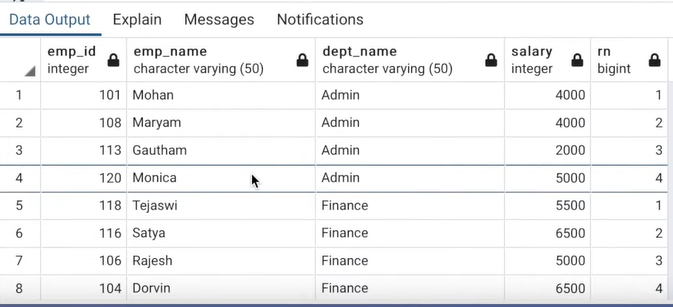 Data Output Explain Messages Notifications
emp_id emp_name dept_name salary rn
integer character varying (50) character varying (50) integer bigint
1 101 Mohan Admin 4000 1
2 108 Maryam Admin 4000 2
3 113 Gautham Admin 2000 3
4 120 Monica Admin 5000 4
5 118 Tejaswi Finance 5500 1
6 116 Satya Finance 6500 2
7 106 Rajesh Finance 5000 3
8 104 Dorvin Finance 6500 4